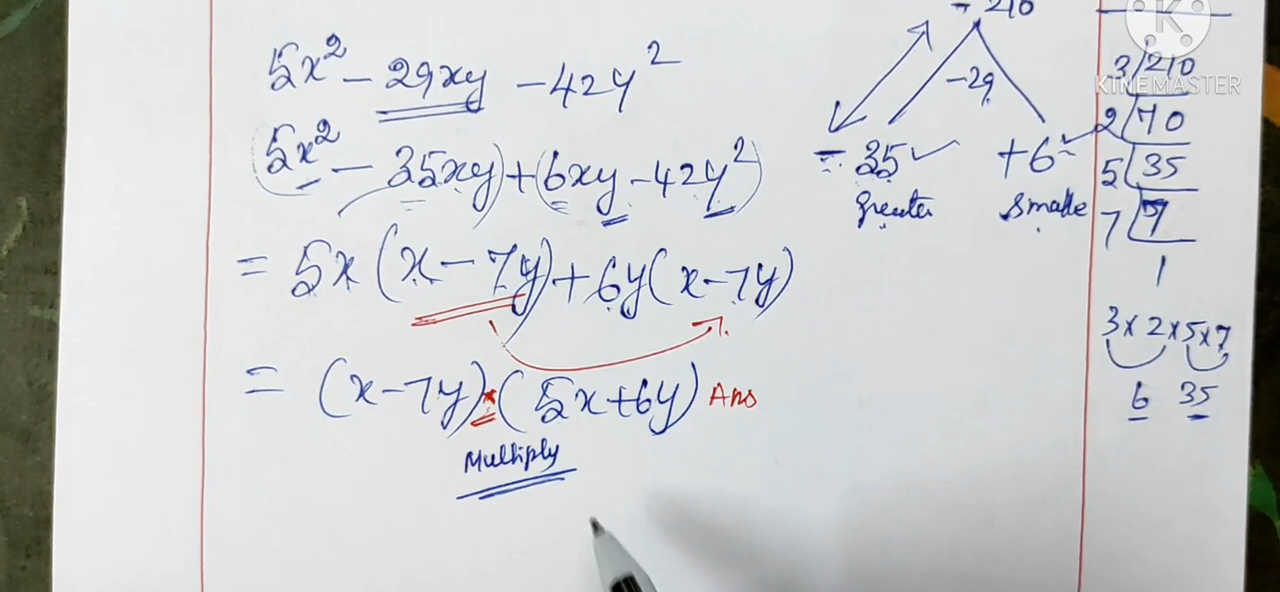 5x² - 29xy - 42y²
(5x² - 35xy) + (6xy - 42y²)
= 5x (x - 7y) + 6y (x - 7y)
= (x - 7y) * (5x + 6y) Ans
Multiply
- 210
-29
- 35 ✓ + 6 ✓
Greater Smalle
K
KINEMASTER
3 210
2 70
5 35
7 7
1
3 x 2 x 5 x 7
6 35